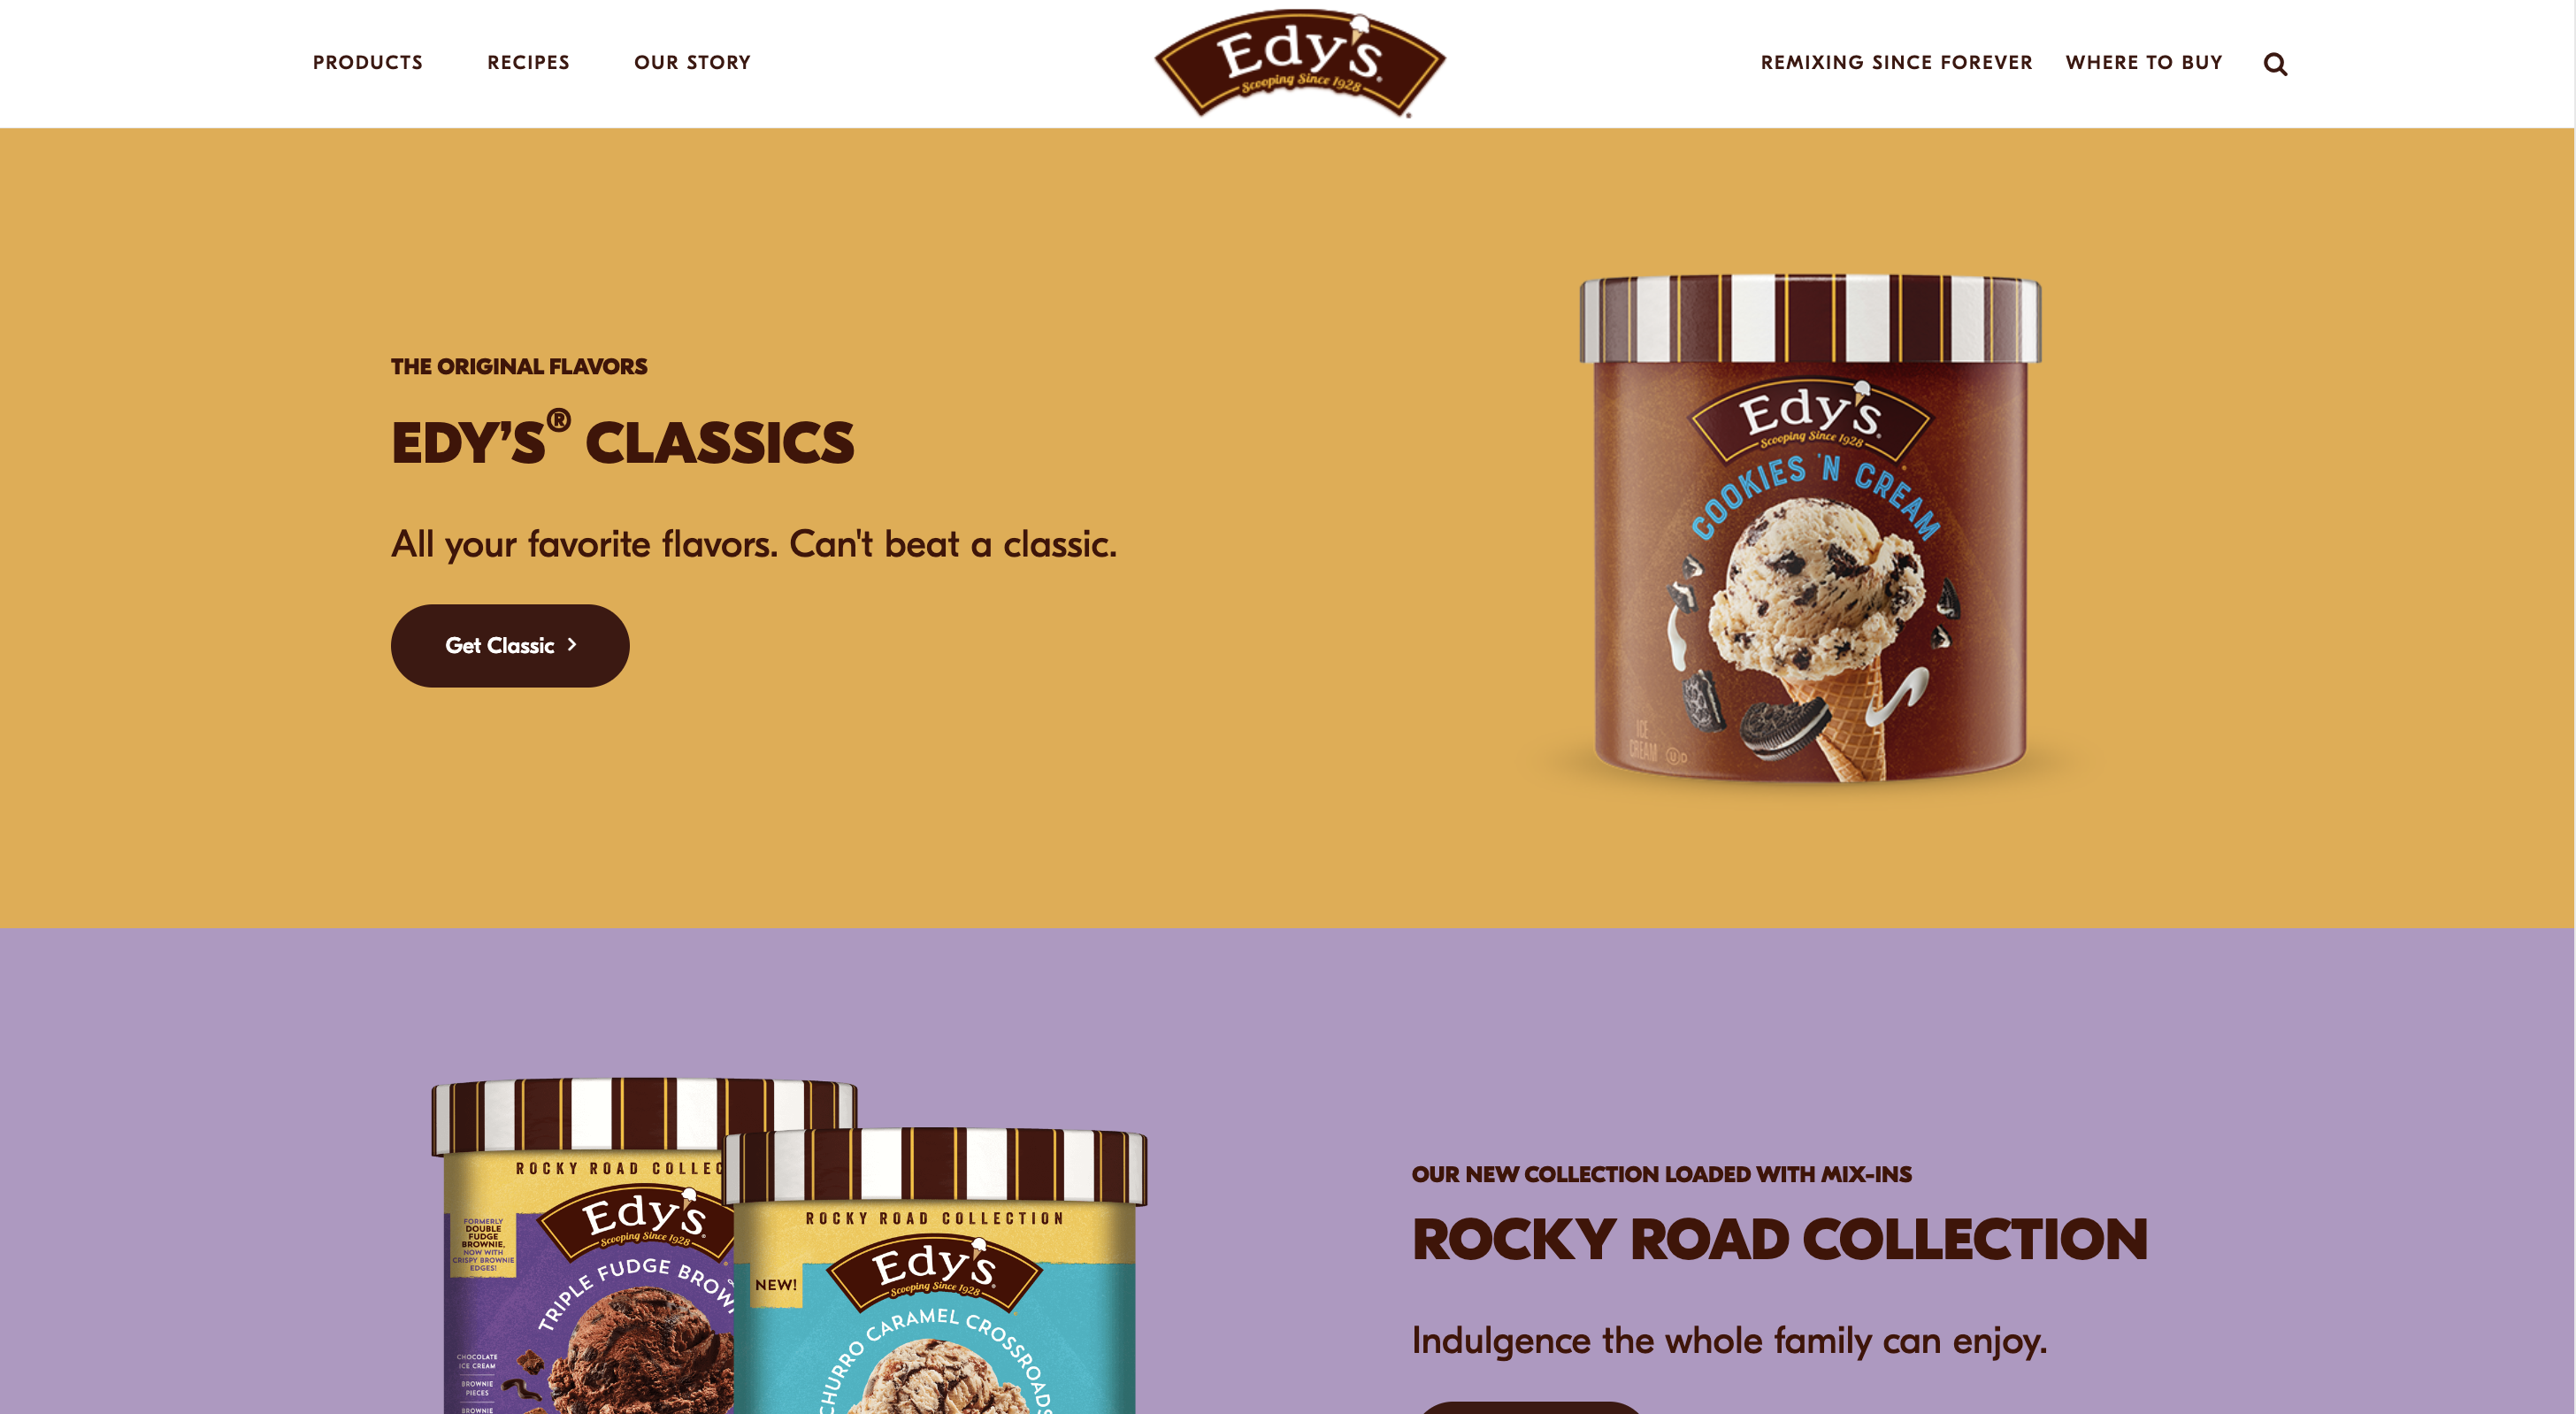 PRODUCTS
RECIPES
OUR STORY
Edy's
Scooping Since 1928
REMIXING SINCE FOREVER
WHERE TO BUY
THE ORIGINAL FLAVORS
EDY’S® CLASSICS
All your favorite flavors. Can't beat a classic.
Get Classic
Edy's
Scooping Since 1928
COOKIES 'N CREAM
ICE
CREAM
U D
ROCKY ROAD COLLEC
Edy's
Scooping Since 1928
FORMERLY
DOUBLE
FUDGE
BROWNIE,
NOW WITH
CRISPY BROWNIE
EDGES!
TRIPLE FUDGE BROW
CHOCOLATE
ICE CREAM
BROWNIE
PIECES
BROWNIE
ROCKY ROAD COLLECTION
Edy's
Scooping Since 1928
NEW!
CHURRO CARAMEL CROSSROADS
OUR NEW COLLECTION LOADED WITH MIX-INS
ROCKY ROAD COLLECTION
Indulgence the whole family can enjoy.